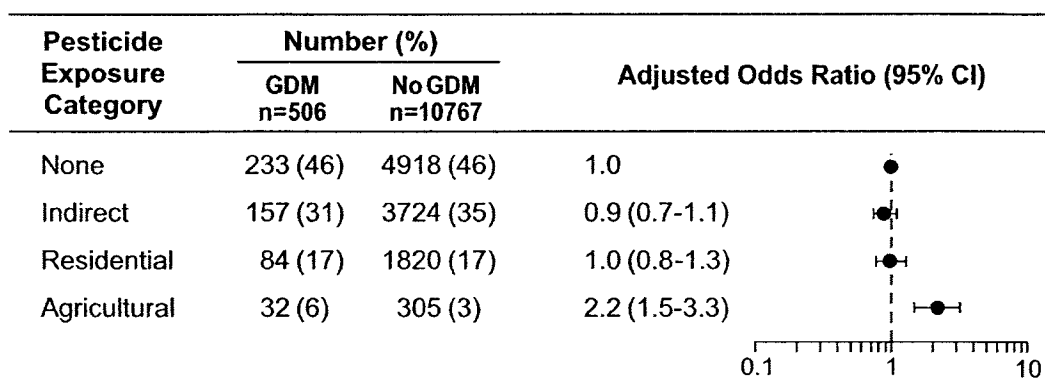 Pesticide Exposure Category
Number (%)
GDM n=506
No GDM n=10767
Adjusted Odds Ratio (95% CI)
None 233 (46) 4918 (46) 1.0
Indirect 157 (31) 3724 (35) 0.9 (0.7-1.1)
Residential 84 (17) 1820 (17) 1.0 (0.8-1.3)
Agricultural 32 (6) 305 (3) 2.2 (1.5-3.3)
0.1 1 10